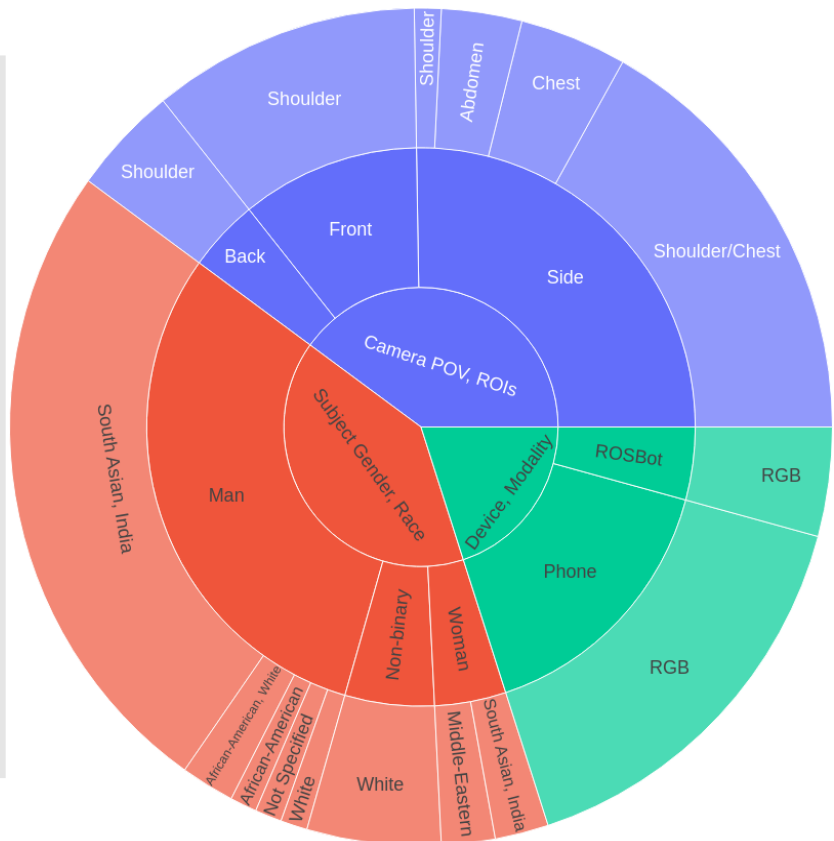 Shoulder
Abdomen
Chest
Shoulder
Shoulder
Shoulder/Chest
Front
Back
Side
Camera POV, ROIs
Subject Gender, Race
Device, Modality
ROSBot
RGB
Man
South Asian, India
Phone
RGB
Non-binary
Woman
African-American, White
African-American
Not Specified
White
White
Middle-Eastern
South Asian, India